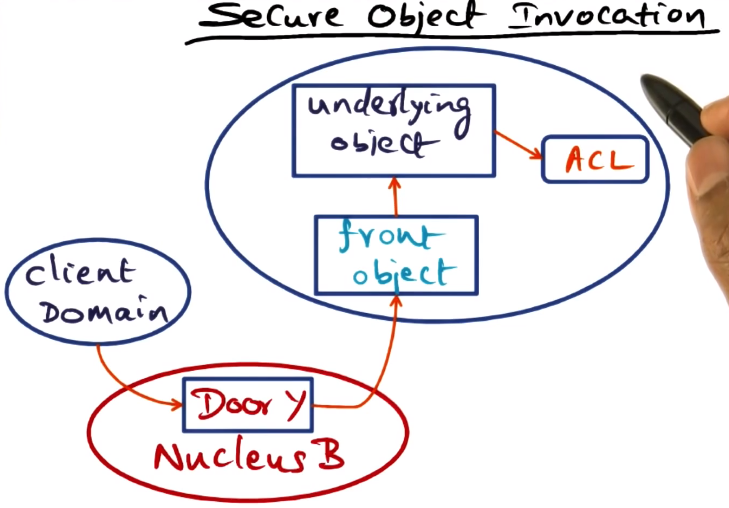 Secure Object Invocation
underlying
object
ACL
front
object
client
Domain
Door Y
Nucleus B